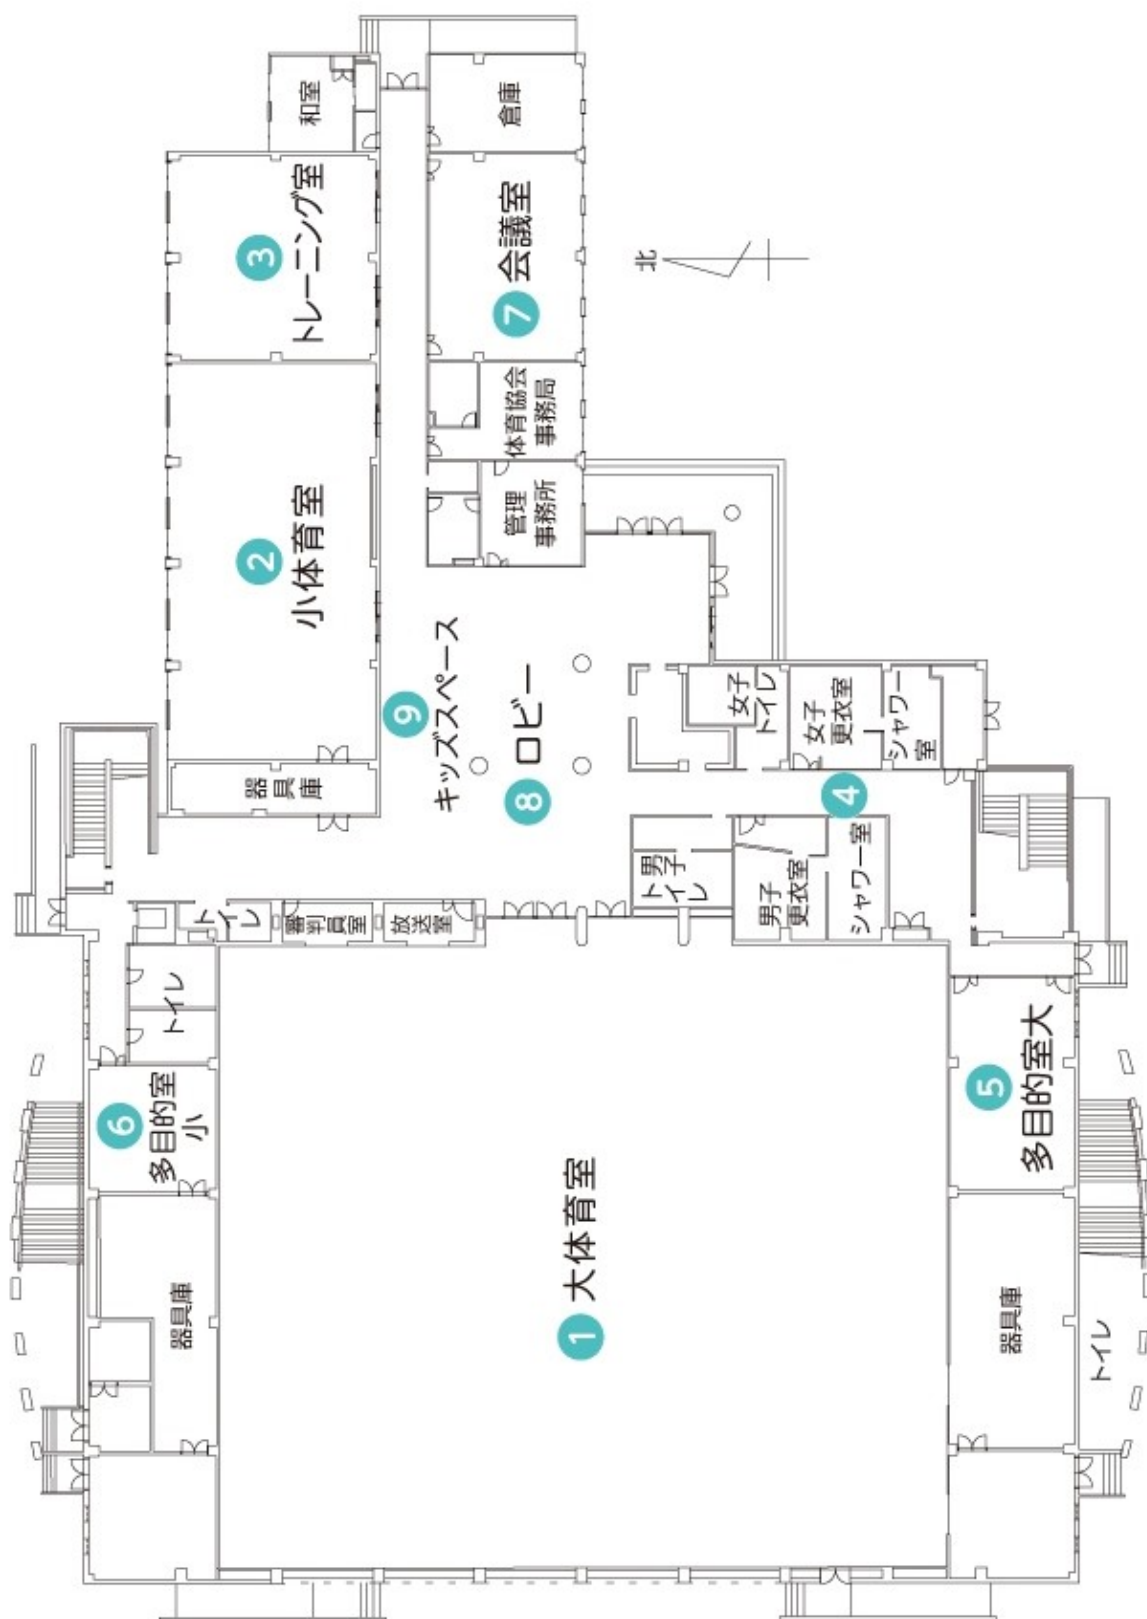 和室
倉庫
3
トレーニング室
7 会議室
北
体育協会
事務局
2
小体育室
管理
事務所
9
キッズスペース
8 ロビー
器具庫
女子
トイレ
女子
更衣室
シャワー
室
4
男子
トイレ
男子
更衣室
シャワー室
トイレ
審判員室
放送室
トイレ
6
多目的室
小
5
多目的室大
1 大体育室
器具庫
器具庫
トイレ